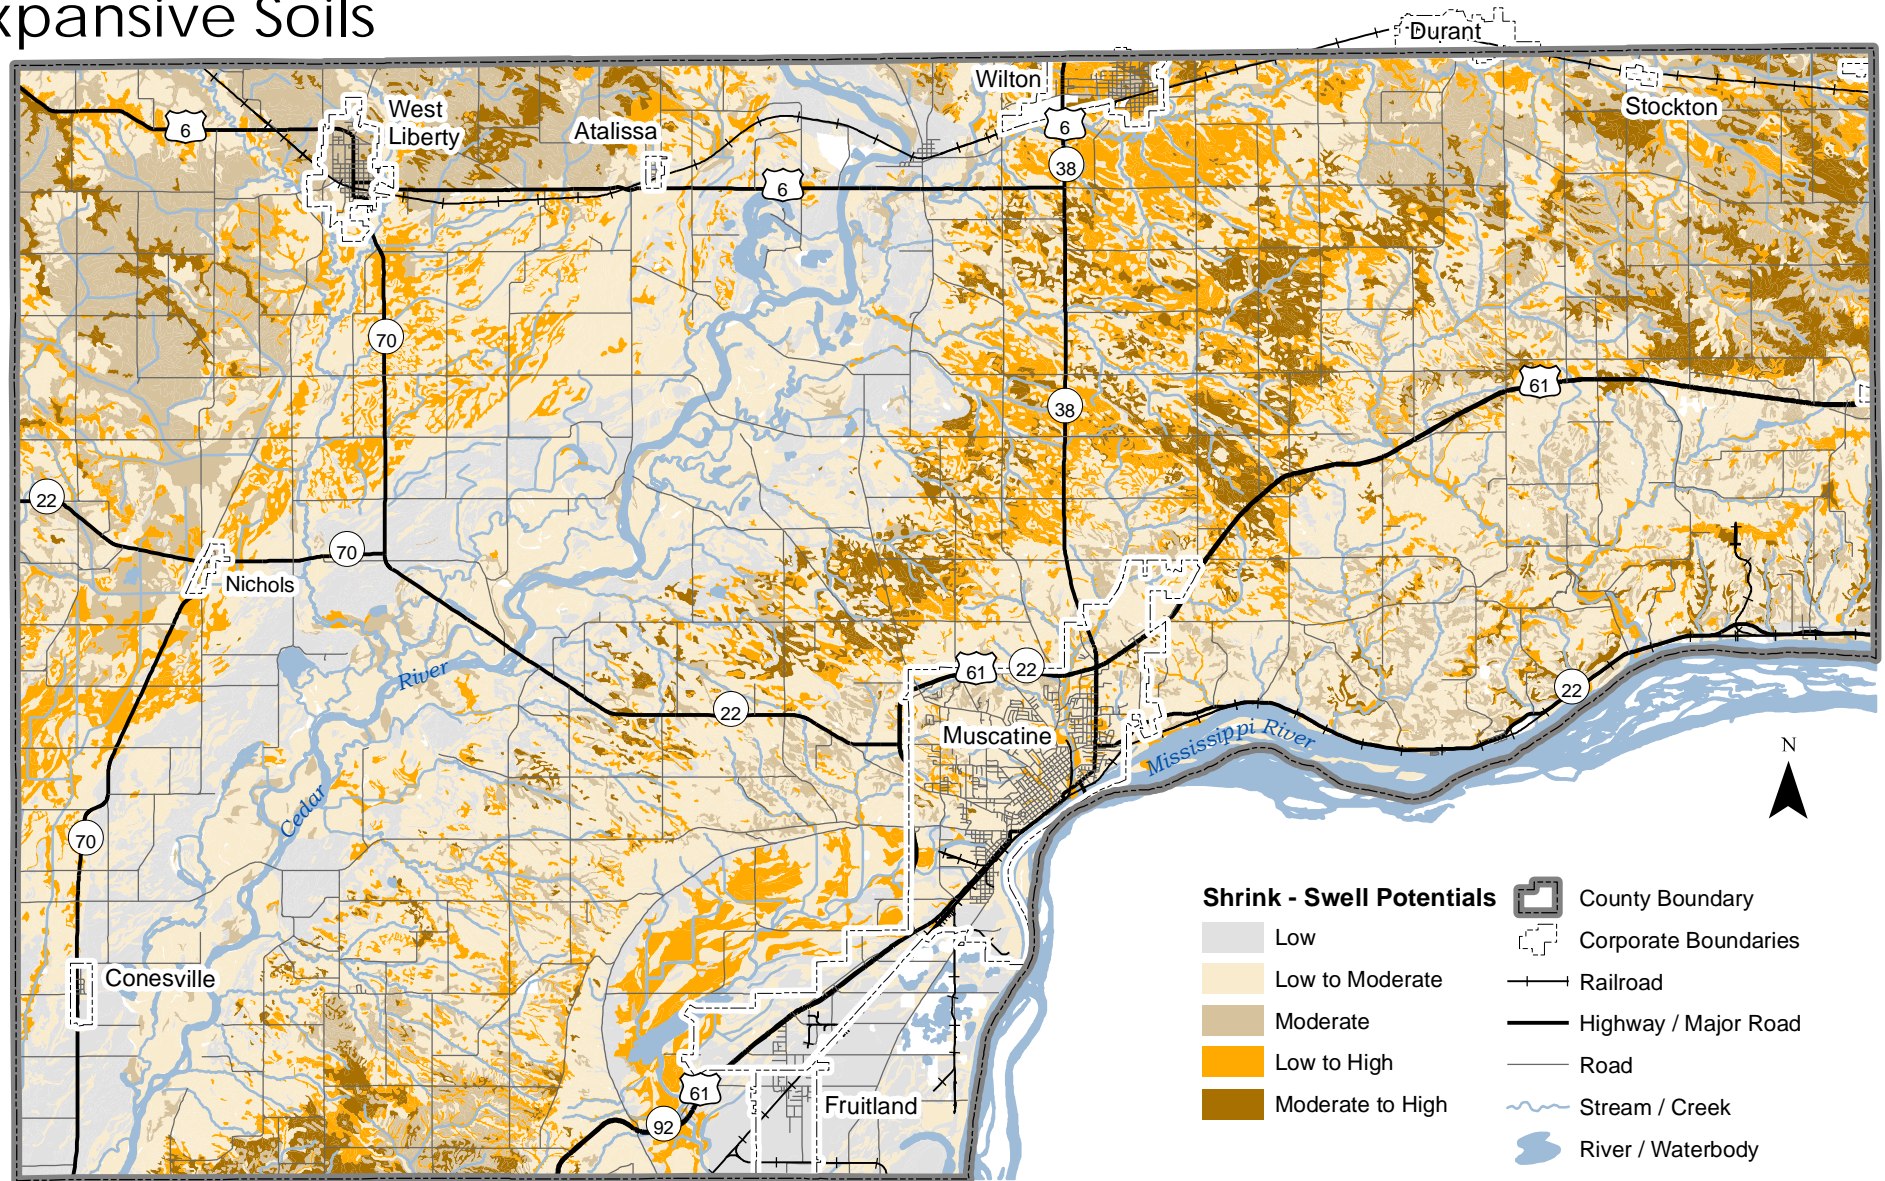 xpansive Soils
Durant
Wilton
Stockton
West
Liberty
Atalissa
6
6
38
6
70
61
38
22
70
Nichols
River
61
22
22
22
Muscatine
Mississippi River
N
Cedar
70
Conesville
61
Fruitland
92
Shrink - Swell Potentials
Low
Low to Moderate
Moderate
Low to High
Moderate to High
County Boundary
Corporate Boundaries
Railroad
Highway / Major Road
Road
Stream / Creek
River / Waterbody